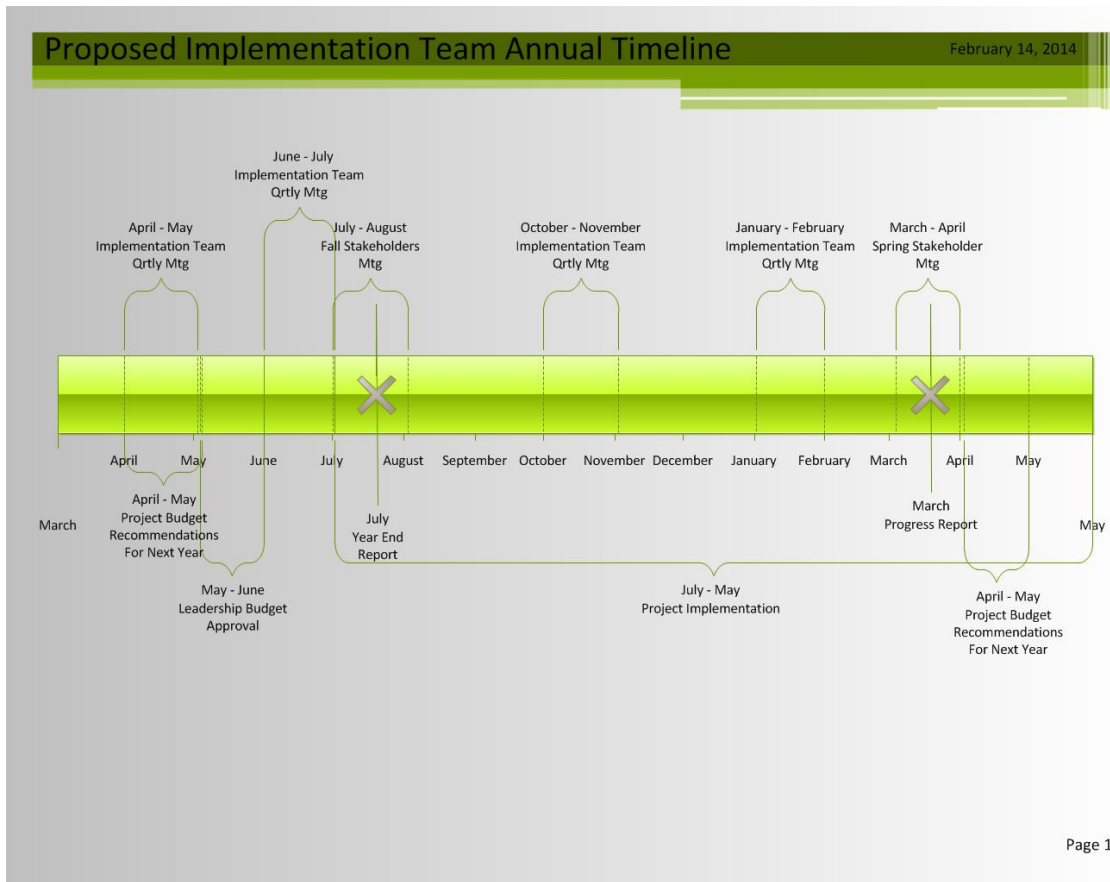 Proposed Implementation Team Annual Timeline
February 14, 2014
June - July
Implementation Team
Qrtly Mtg
April - May
Implementation Team
Qrtly Mtg
July - August
Fall Stakeholders
Mtg
October - November
Implementation Team
Qrtly Mtg
January - February
Implementation Team
Qrtly Mtg
March - April
Spring Stakeholder
Mtg
April
May
June
July
August
September
October
November
December
January
February
March
April
May
March
April - May
Project Budget
Recommendations
For Next Year
July
Year End
Report
March
Progress Report
May
May - June
Leadership Budget
Approval
July - May
Project Implementation
April - May
Project Budget
Recommendations
For Next Year
Page 1